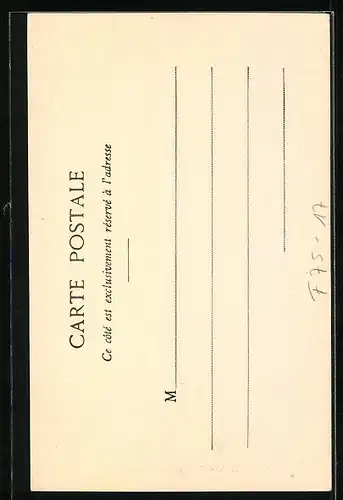 CARTE POSTALE
Ce côté est exclusivement réservé à l'adresse
M
F75-17